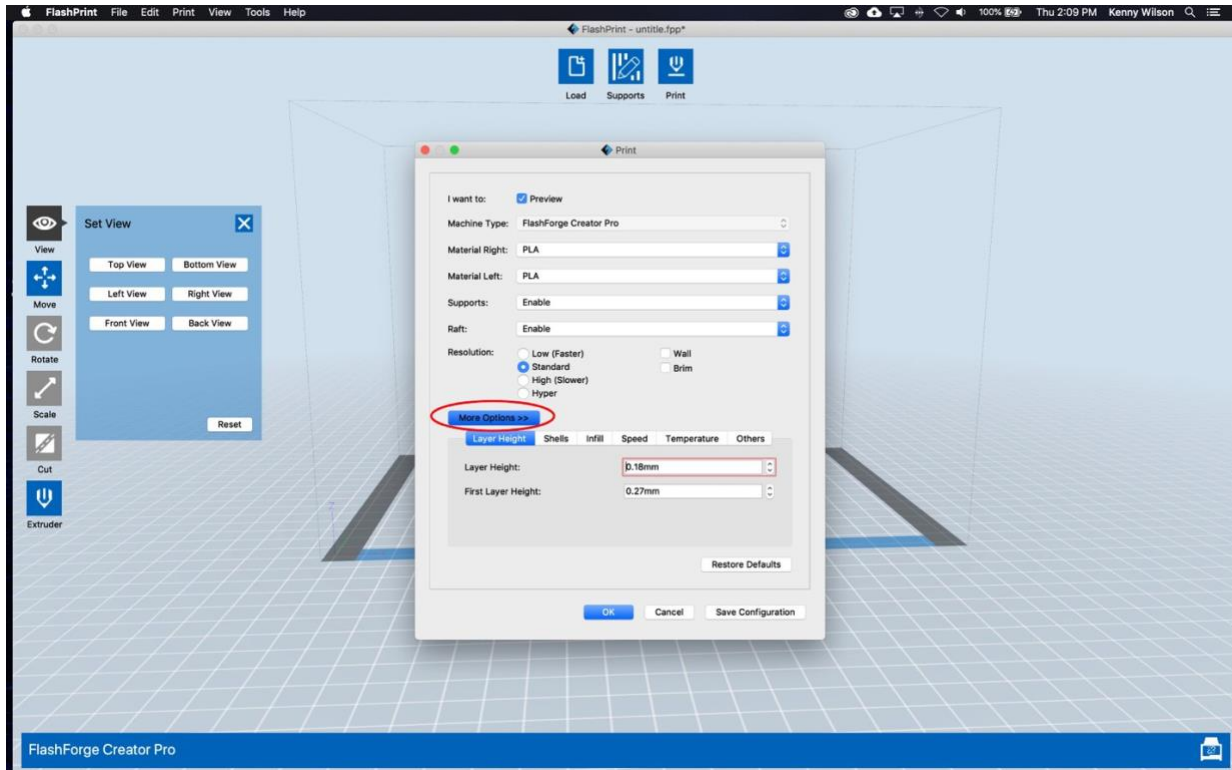 FlashPrint File Edit Print View Tools Help 100% Thu 2:09 PM Kenny Wilson
FlashPrint - untitle.fpp*
Load Supports Print
Print
I want to: Preview
Machine Type: FlashForge Creator Pro
Material Right: PLA
Material Left: PLA
Supports: Enable
Raft: Enable
Resolution: Low (Faster) Wall
Standard Brim
High (Slower)
Hyper
More Options >>
Layer Height Shells Infill Speed Temperature Others
Layer Height: 0.18mm
First Layer Height: 0.27mm
Restore Defaults
OK Cancel Save Configuration
View
Move
Rotate
Scale
Cut
Extruder
Set View
Top View Bottom View
Left View Right View
Front View Back View
Reset
FlashForge Creator Pro